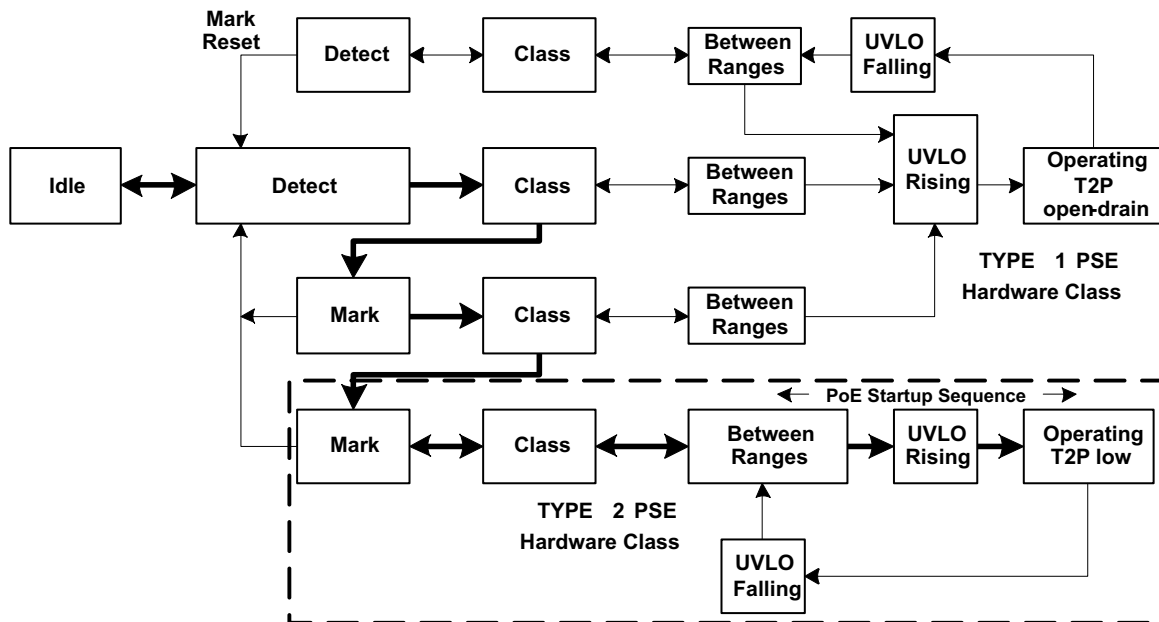 Mark
Reset
Detect
Class
Between
Ranges
UVLO
Falling
Idle
Detect
Class
Between
Ranges
UVLO
Rising
Operating
T2P
open-drain
TYPE 1 PSE
Hardware Class
Mark
Class
Between
Ranges
PoE Startup Sequence
Mark
Class
Between
Ranges
UVLO
Rising
Operating
T2P low
TYPE 2 PSE
Hardware Class
UVLO
Falling